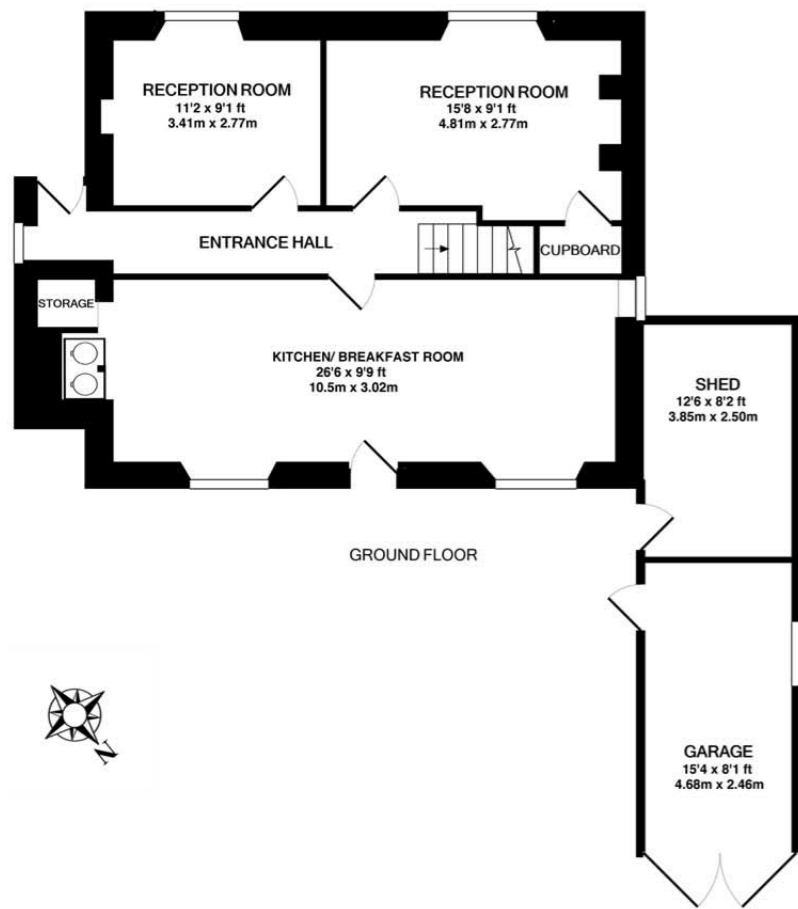 RECEPTION ROOM
11'2 x 9'1 ft
3.41m x 2.77m
RECEPTION ROOM
15'8 x 9'1 ft
4.81m x 2.77m
ENTRANCE HALL
CUPBOARD
STORAGE
KITCHEN/ BREAKFAST ROOM
26'6 x 9'9 ft
10.5m x 3.02m
SHED
12'6 x 8'2 ft
3.85m x 2.50m
GROUND FLOOR
N
GARAGE
15'4 x 8'1 ft
4.68m x 2.46m